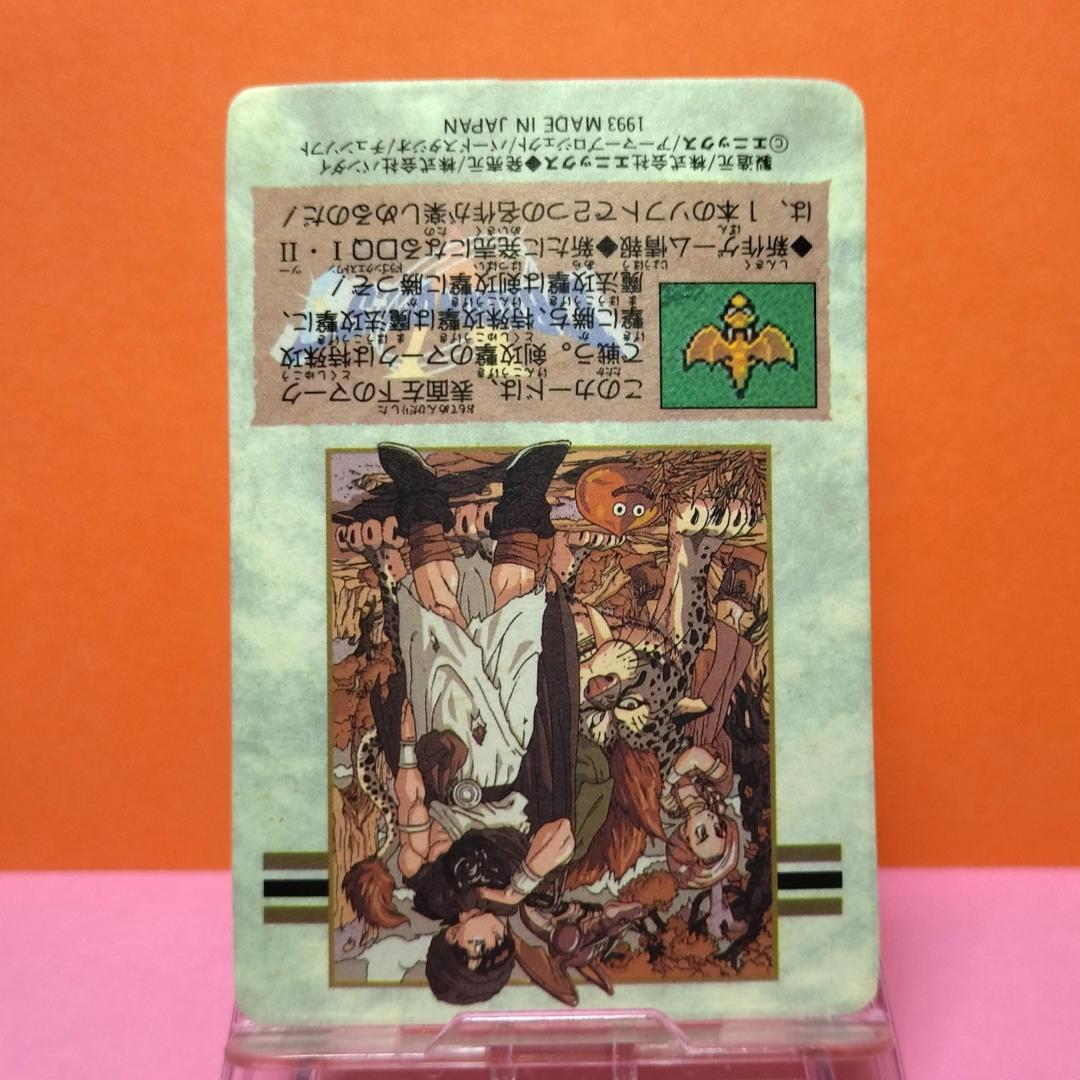 このカードは、表面左下のマーク
で戦う。剣攻撃のマークは特殊攻
撃に勝ち、特殊攻撃は魔法攻撃に、
魔法攻撃は剣攻撃に勝つぞ！
◆新作ゲーム情報◆新たに発売になるDQⅠ・Ⅱ
は、1本のソフトで2つの名作が楽しめるのだ！
製造元/株式会社エニックス◆発売元/株式会社バンダイ
©エニックス/アーマープロジェクト/バードスタジオ/チュンソフト
1993 MADE IN JAPAN